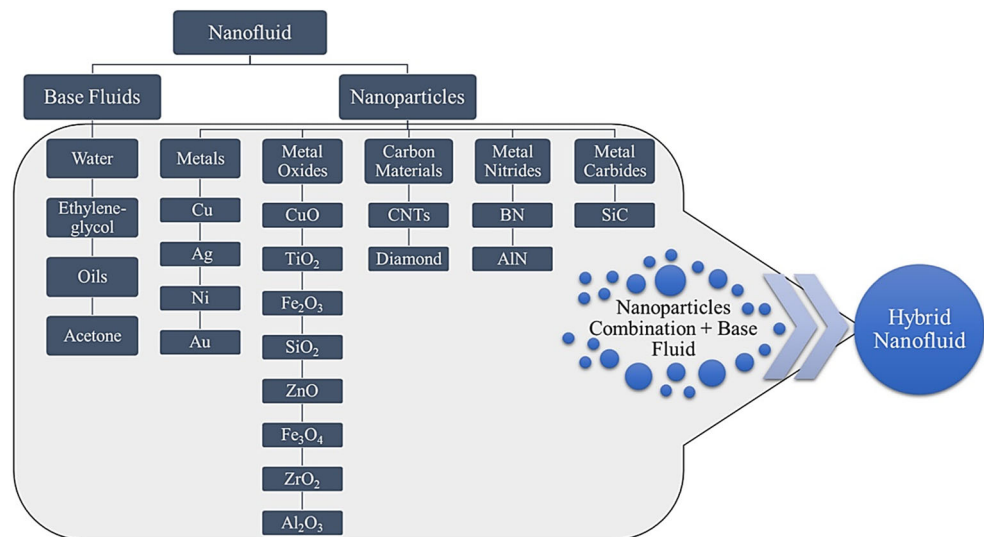 Nanofluid
Base Fluids
Nanoparticles
Water
Ethylene-
glycol
Oils
Acetone
Metals
Cu
Ag
Ni
Au
Metal
Oxides
CuO
TiO₂
Fe₂O₃
SiO₂
ZnO
Fe₃O₄
ZrO₂
Al₂O₃
Carbon
Materials
CNTs
Diamond
Metal
Nitrides
BN
AlN
Metal
Carbides
SiC
Nanoparticles
Combination + Base
Fluid
Hybrid
Nanofluid